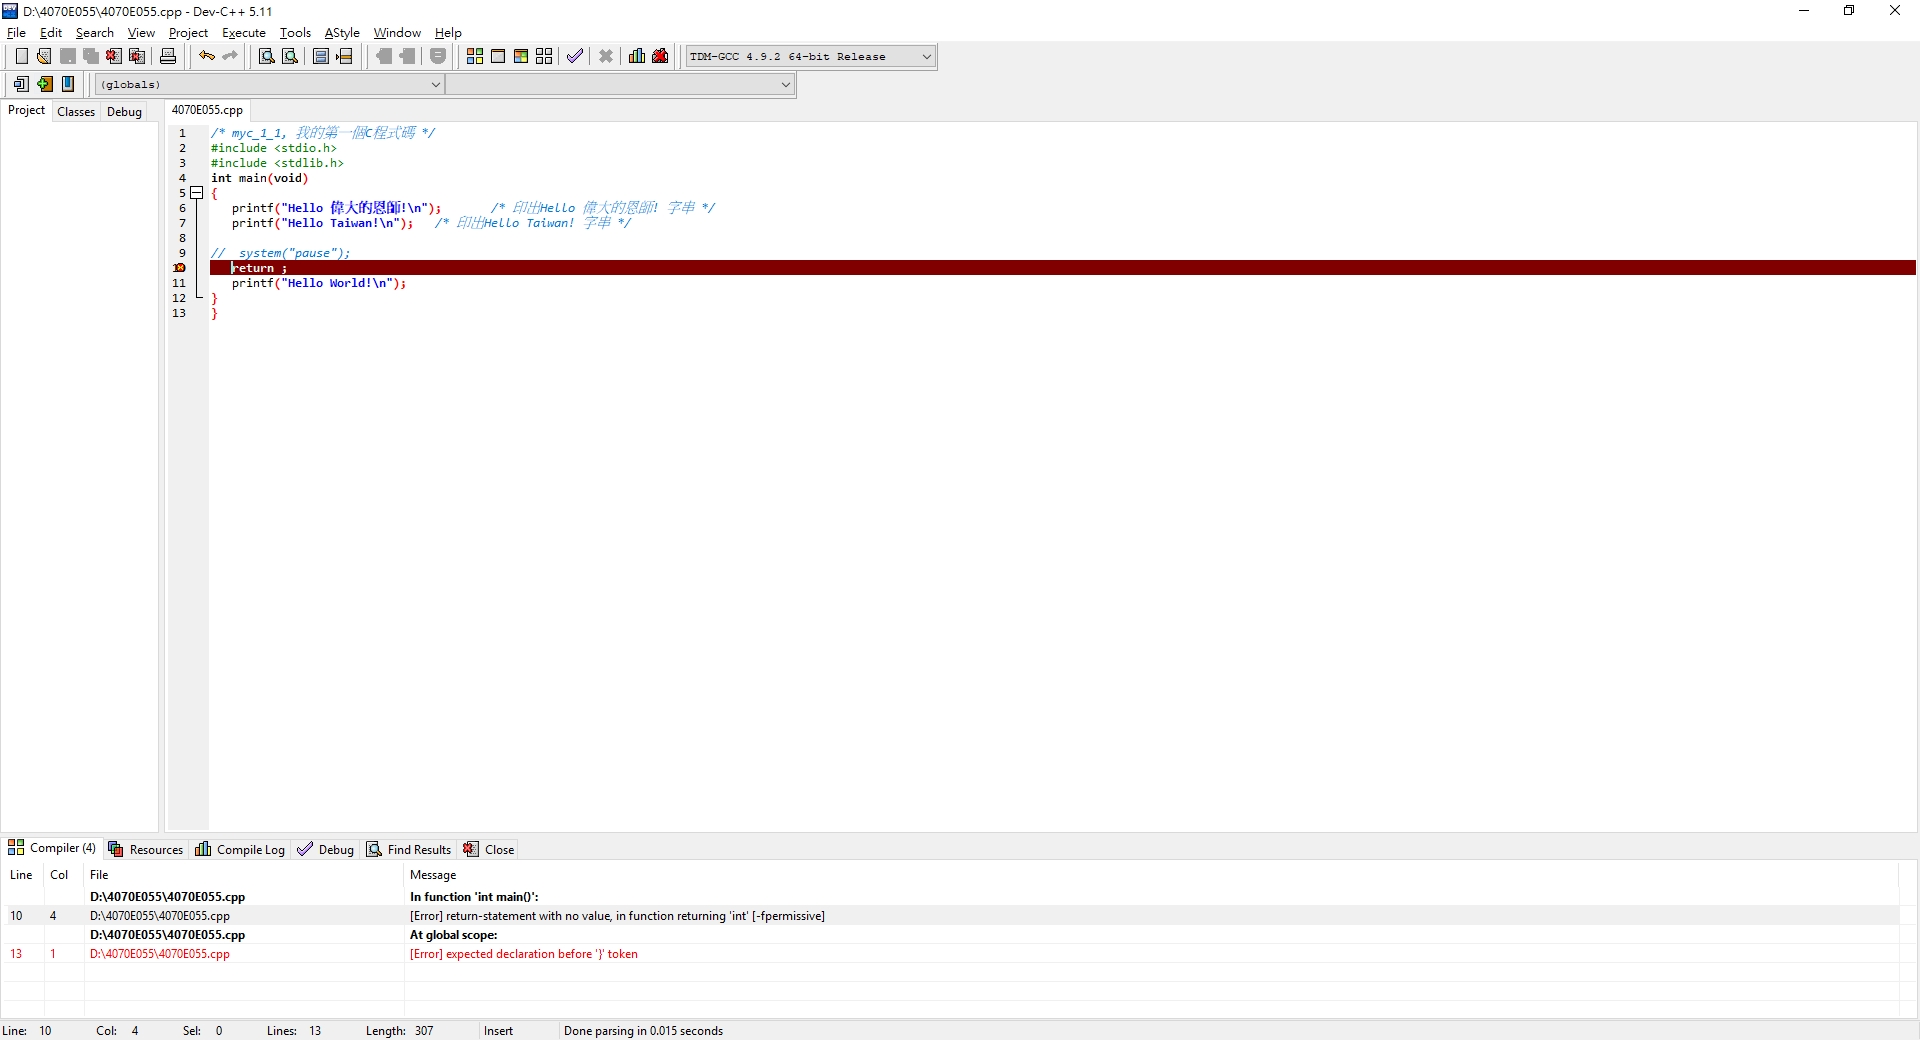 D:\4070E055\4070E055.cpp - Dev-C++ 5.11
File Edit Search View Project Execute Tools AStyle Window Help
TDM-GCC 4.9.2 64-bit Release
(globals)
Project Classes Debug 4070E055.cpp
1 /* myc_1_1, 我的第一個C程式碼 */
2 #include <stdio.h>
3 #include <stdlib.h>
4 int main(void)
5 {
6 printf("Hello 偉大的恩師!\n"); /* 印出Hello 偉大的恩師! 字串 */
7 printf("Hello Taiwan!\n"); /* 印出Hello Taiwan! 字串 */
8
9 // system("pause");
return ;
11 printf("Hello World!\n");
12 }
13 }
Compiler (4) Resources Compile Log Debug Find Results Close
Line Col File Message
D:\4070E055\4070E055.cpp In function 'int main()':
10 4 D:\4070E055\4070E055.cpp [Error] return-statement with no value, in function returning 'int' [-fpermissive]
D:\4070E055\4070E055.cpp At global scope:
13 1 D:\4070E055\4070E055.cpp [Error] expected declaration before '}' token
Line: 10 Col: 4 Sel: 0 Lines: 13 Length: 307 Insert Done parsing in 0.015 seconds